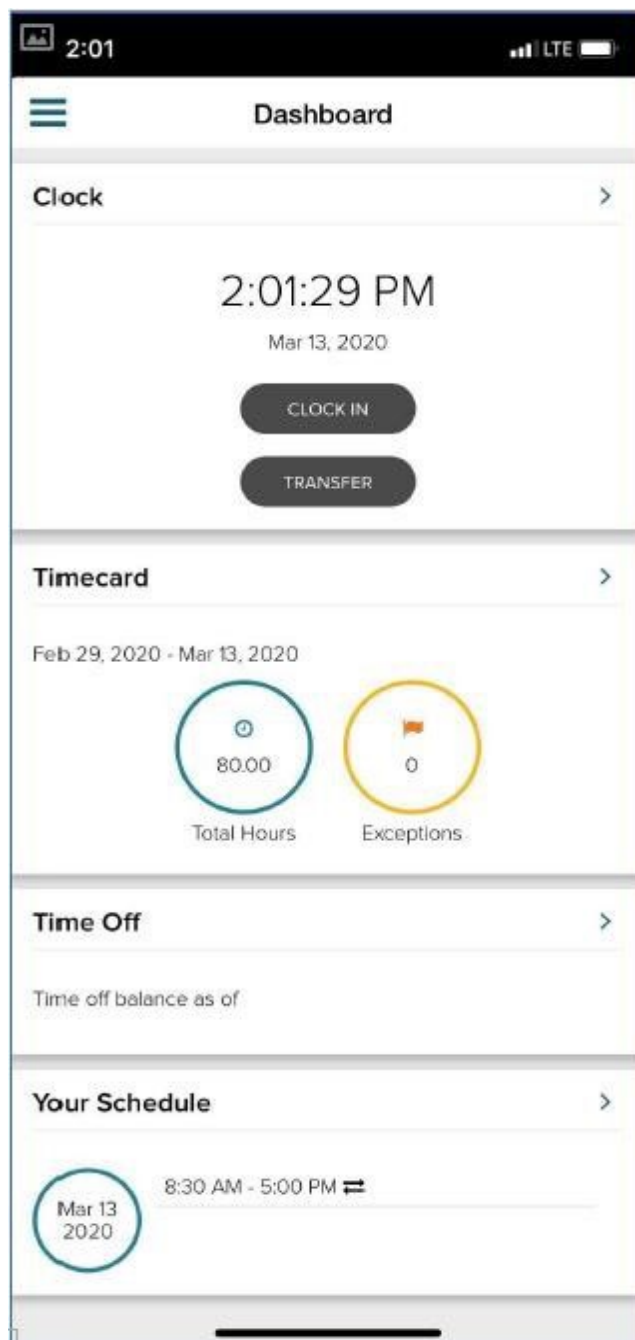 2:01 LTE
Dashboard
Clock
2:01:29 PM
Mar 13, 2020
CLOCK IN
TRANSFER
Timecard
Feb 29, 2020 - Mar 13, 2020
80.00 0
Total Hours Exceptions
Time Off
Time off balance as of
Your Schedule
8:30 AM - 5:00 PM
Mar 13
2020